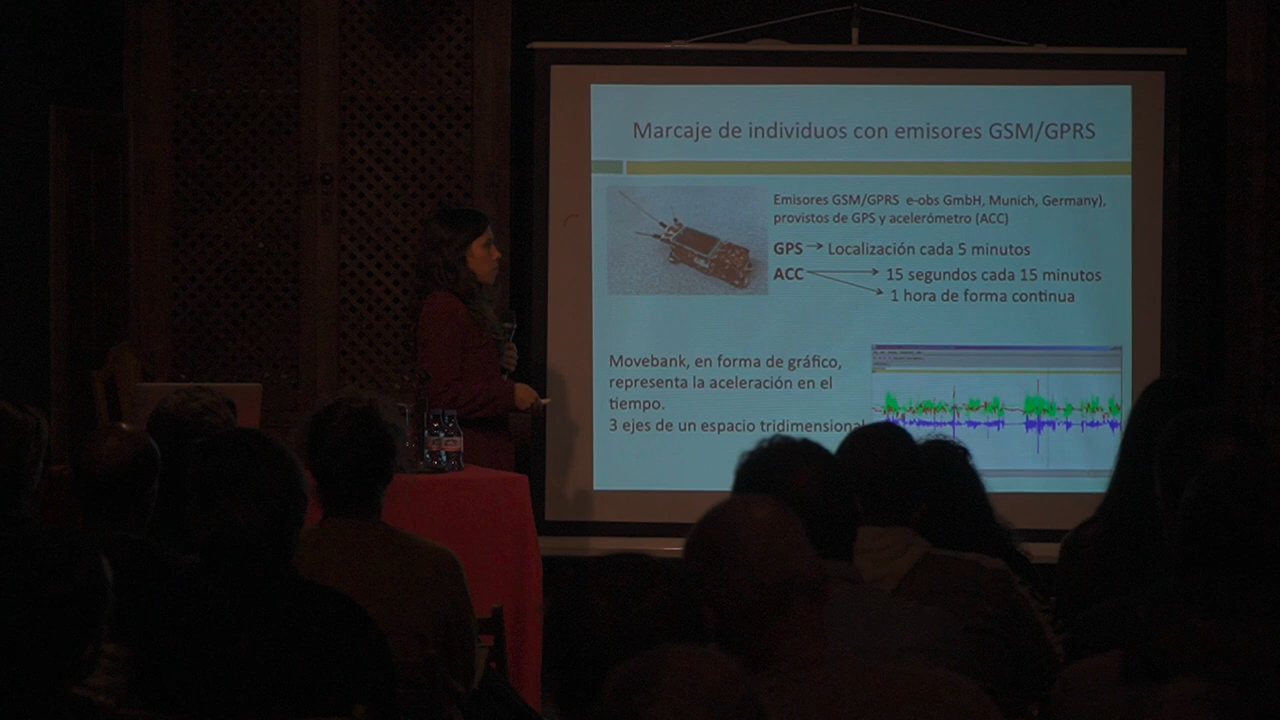 Marcaje de individuos con emisores GSM/GPRS
Emisores GSM/GPRS e-obs GmbH, Munich, Germany),
provistos de GPS y acelerómetro (ACC)
GPS → Localización cada 5 minutos
ACC → 15 segundos cada 15 minutos
→ 1 hora de forma continua
Movebank, en forma de gráfico,
representa la aceleración en el
tiempo.
3 ejes de un espacio tridimensional